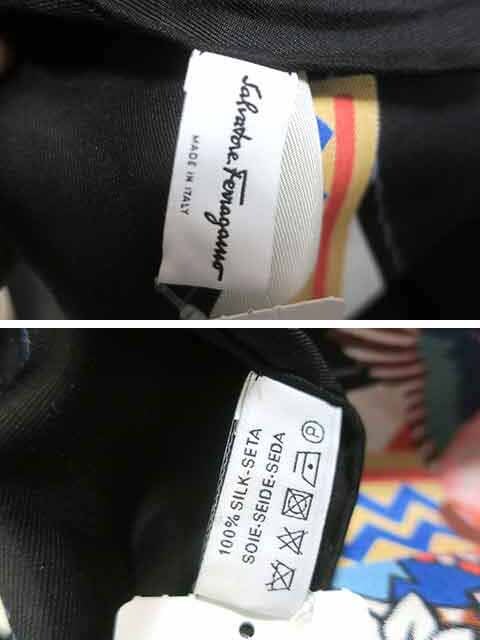 Salvatore Ferragamo
MADE IN ITALY
100% SILK-SETA
SOIE-SEIDE-SEDA
P